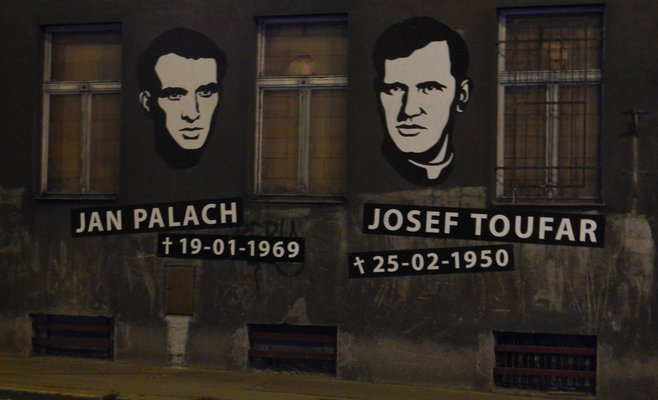 JAN PALACH
✝ 19-01-1969
JOSEF TOUFAR
✝ 25-02-1950